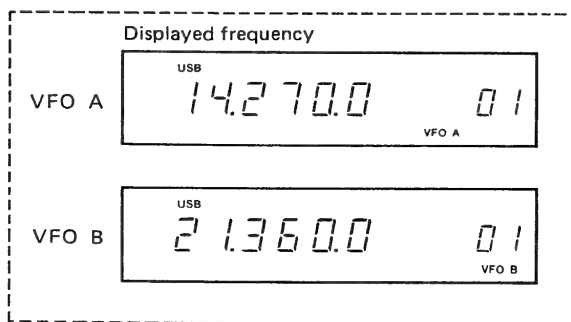 Displayed frequency
VFO A
USB
14.270.0 01
VFO A
VFO B
USB
21.360.0 01
VFO B